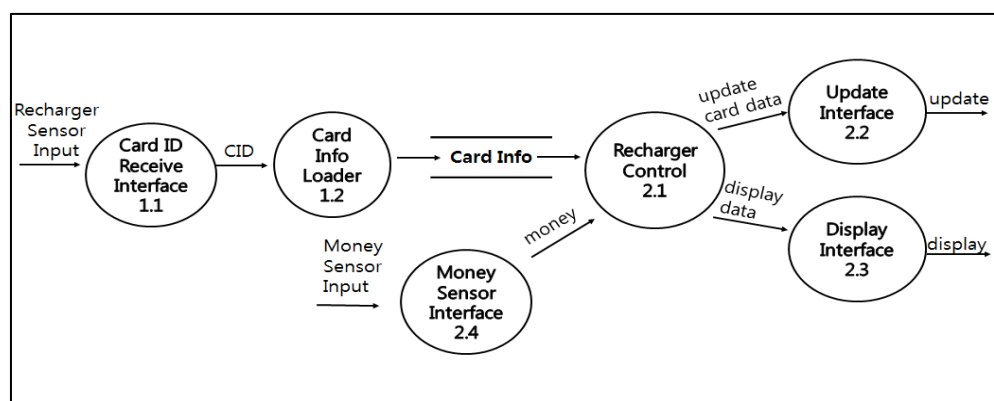 Recharger
Sensor
Input
Card ID
Receive
Interface
1.1
CID
Card
Info
Loader
1.2
Card Info
Recharger
Control
2.1
update
card data
Update
Interface
2.2
update
display
data
Display
Interface
2.3
display
Money
Sensor
Input
Money
Sensor
Interface
2.4
money